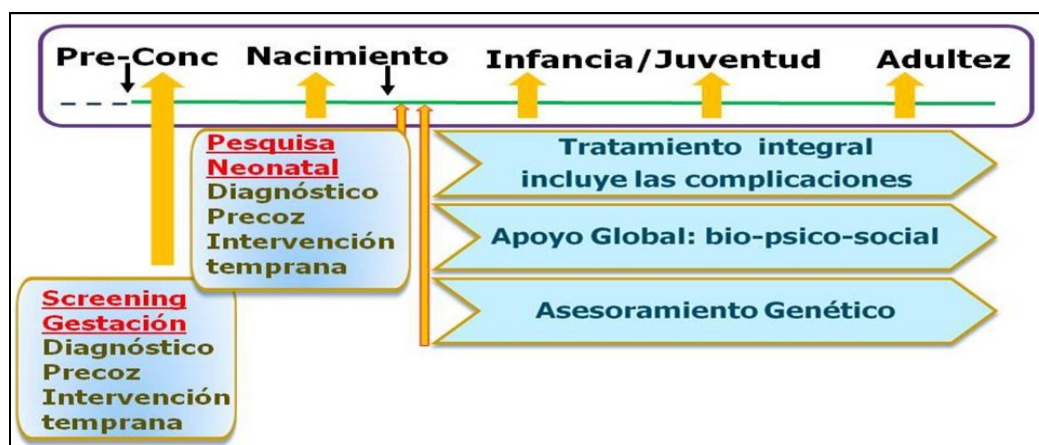 Pre-Conc Nacimiento Infancia/Juventud Adultez
Pesquisa
Neonatal
Diagnóstico
Precoz
Intervención
temprana
Screening
Gestación
Diagnóstico
Precoz
Intervención
temprana
Tratamiento integral
incluye las complicaciones
Apoyo Global: bio-psico-social
Asesoramiento Genético